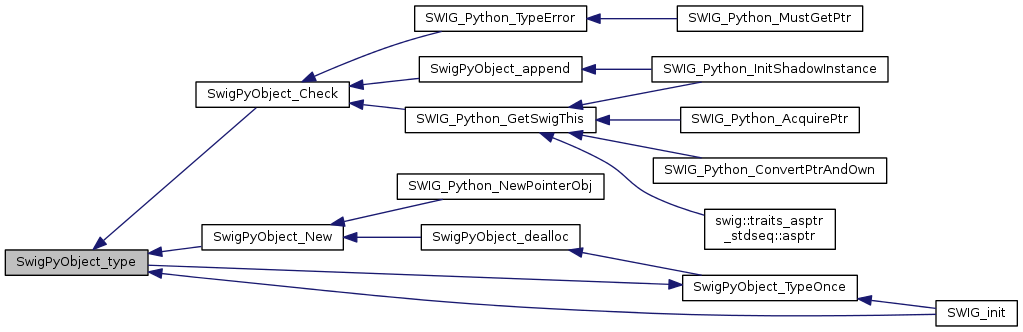 SWIG_Python_TypeError
SWIG_Python_MustGetPtr
SwigPyObject_append
SWIG_Python_InitShadowInstance
SwigPyObject_Check
SWIG_Python_GetSwigThis
SWIG_Python_AcquirePtr
SWIG_Python_ConvertPtrAndOwn
SWIG_Python_NewPointerObj
swig::traits_asptr
_stdseq::asptr
SwigPyObject_New
SwigPyObject_dealloc
SwigPyObject_type
SwigPyObject_TypeOnce
SWIG_init